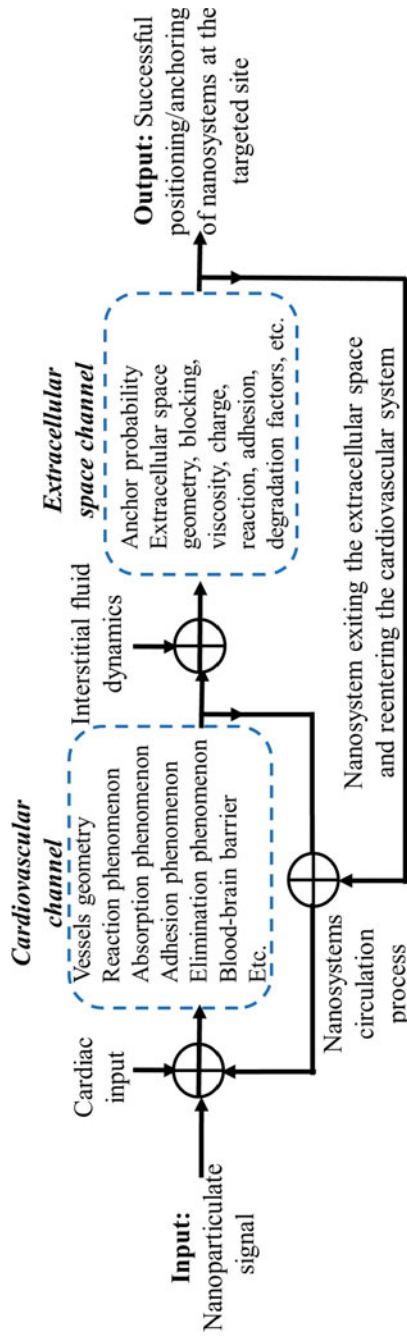 Input:
Nanoparticulate
signal
Cardiac
input
Cardiovascular
channel
Vessels geometry
Reaction phenomenon
Absorption phenomenon
Adhesion phenomenon
Elimination phenomenon
Blood-brain barrier
Etc.
Nanosystems
circulation
process
Interstitial fluid
dynamics
Extracellular
space channel
Anchor probability
Extracellular space
geometry, blocking,
viscosity, charge,
reaction, adhesion,
degradation factors, etc.
Output: Successful
positioning/anchoring
of nanosystems at the
targeted site
Nanosystem exiting the extracellular space
and reentering the cardiovascular system